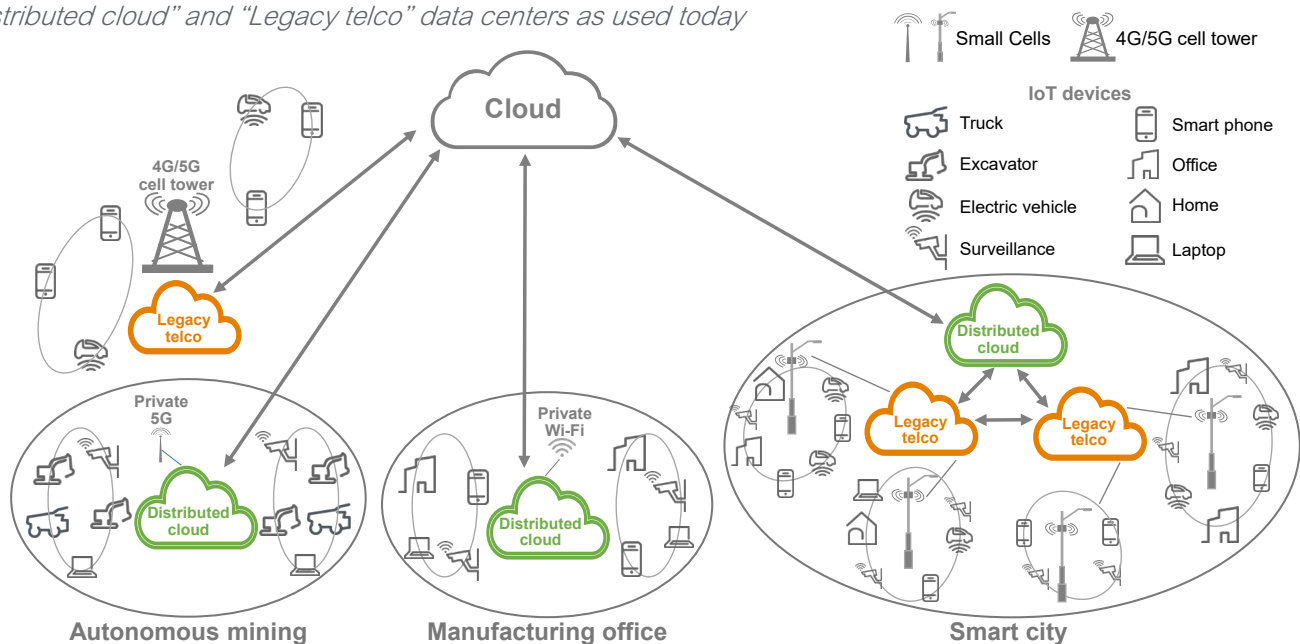 distributed cloud” and “Legacy telco” data centers as used today
Small Cells
4G/5G cell tower
IoT devices
Truck
Smart phone
Excavator
Office
Electric vehicle
Home
Surveillance
Laptop
Cloud
4G/5G
cell tower
Legacy
telco
Private
5G
Distributed
cloud
Autonomous mining
Private
Wi-Fi
Distributed
cloud
Manufacturing office
Distributed
cloud
Legacy
telco
Legacy
telco
Smart city